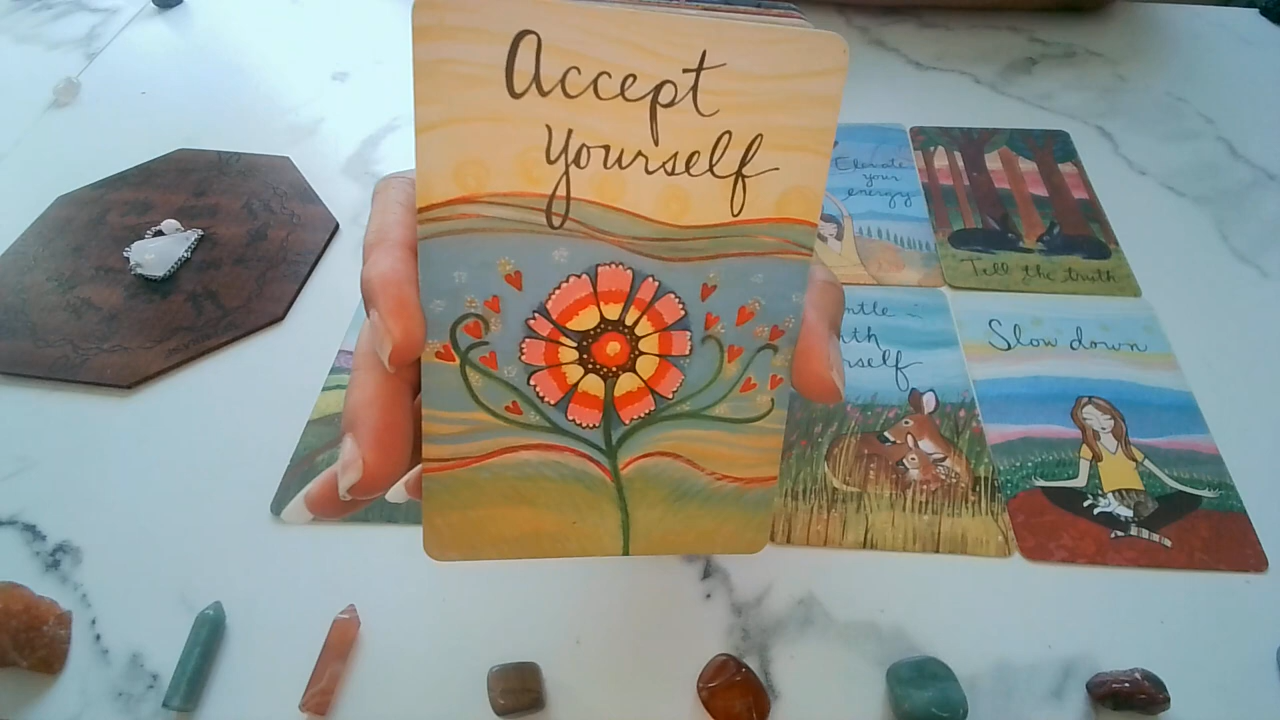 Accept
yourself
Elevate
your
energy
Tell the truth
Slow down